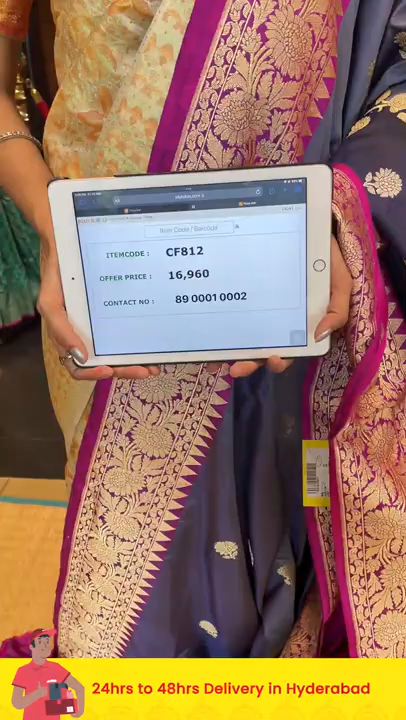 Item Code / Barcode
ITEMCODE : CF812
OFFER PRICE : 16,960
CONTACT NO : 89 0001 0002
24hrs to 48hrs Delivery in Hyderabad